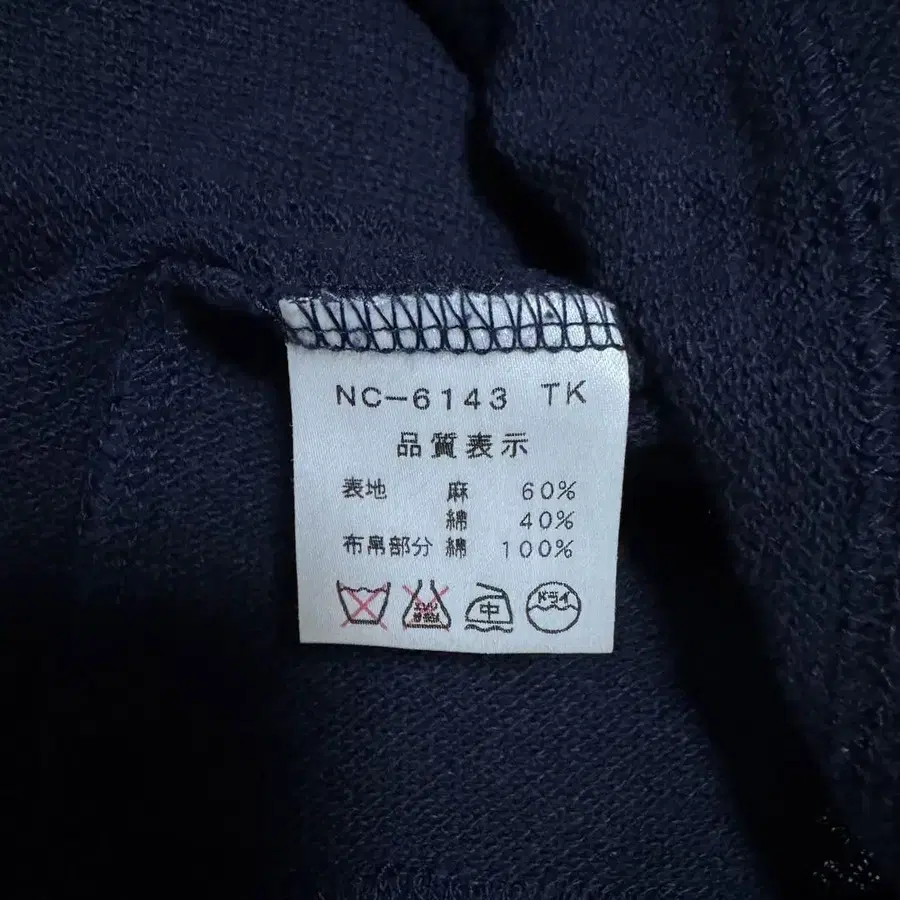 NC-6143 TK
品質表示
表地 麻 60%
綿 40%
布帛部分 綿 100%
中 ドライ